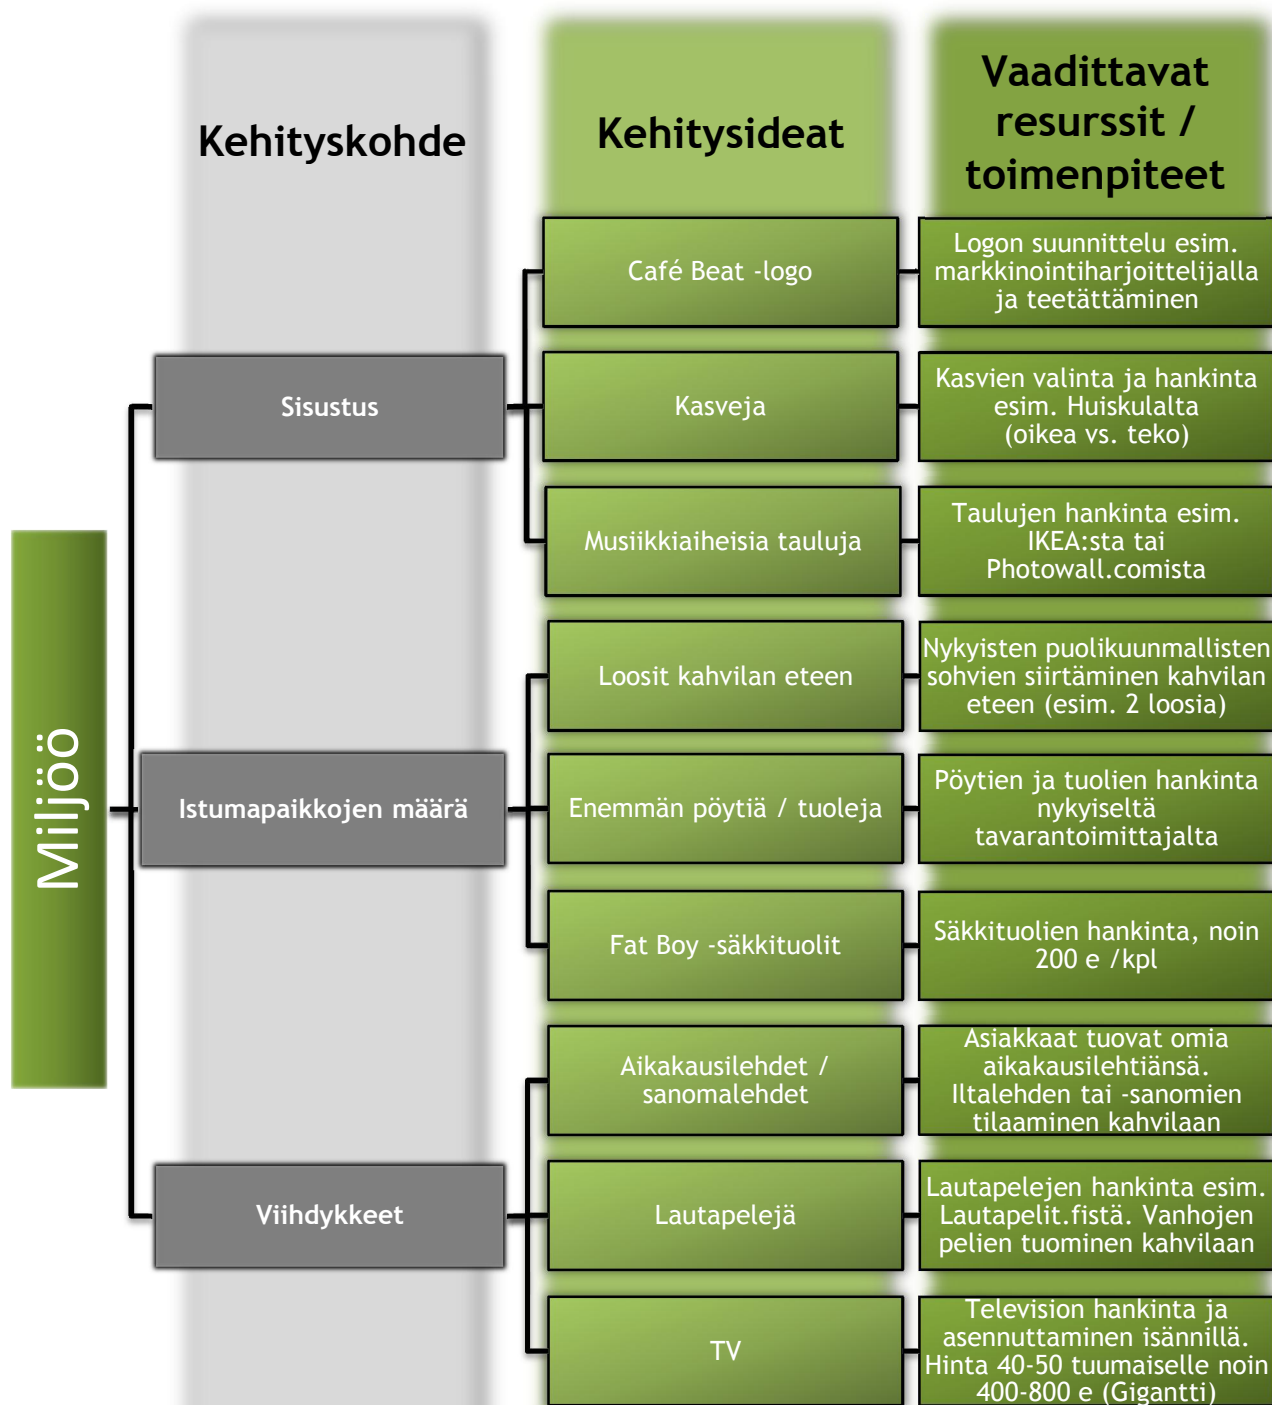 Kehityskohde
Kehitysideat
Vaadittavat
resurssit /
toimenpiteet
Miljöö
Sisustus
Café Beat -logo
Logon suunnittelu esim.
markkinointiharjoittelijalla
ja teetättäminen
Kasveja
Kasvien valinta ja hankinta
esim. Huiskulalta
(oikea vs. teko)
Musiikkiaiheisia tauluja
Taulujen hankinta esim.
IKEA:sta tai
Photowall.comista
Istumapaikkojen määrä
Loosit kahvilan eteen
Nykyisten puolikuunmallisten
sohvien siirtäminen kahvilan
eteen (esim. 2 loosia)
Enemmän pöytiä / tuoleja
Pöytien ja tuolien hankinta
nykyiseltä
tavarantoimittajalta
Fat Boy -säkkituolit
Säkkituolien hankinta, noin
200 e /kpl
Viihdykkeet
Aikakausilehdet /
sanomalehdet
Asiakkaat tuovat omia
aikakausilehtiänsä.
Iltalehden tai -sanomien
tilaaminen kahvilaan
Lautapelejä
Lautapelejen hankinta esim.
Lautapelit.fistä. Vanhojen
pelien tuominen kahvilaan
TV
Television hankinta ja
asennuttaminen isännillä.
Hinta 40-50 tuumaiselle noin
400-800 e (Gigantti)